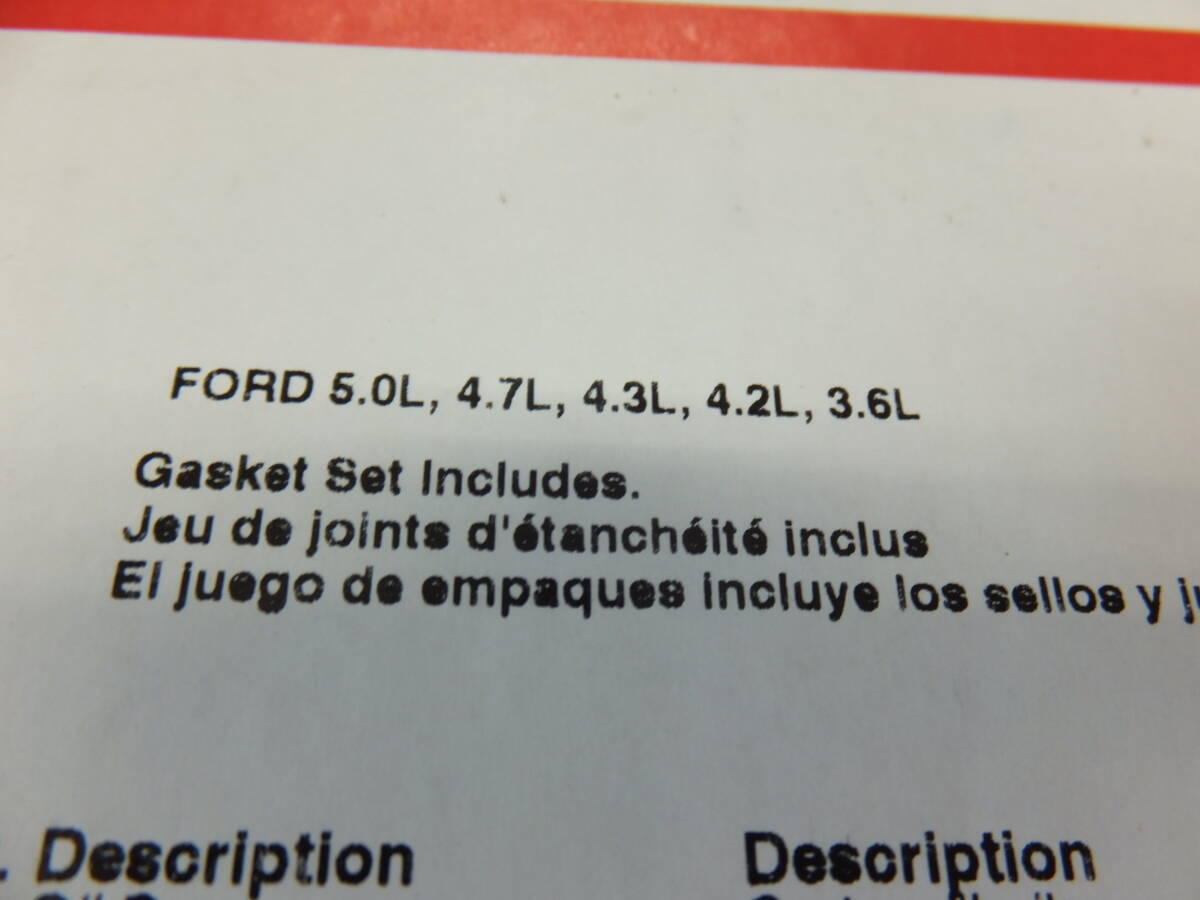 FORD 5.0L, 4.7L, 4.3L, 4.2L, 3.6L
Gasket Set Includes.
Jeu de joints d'étanchéité inclus
El juego de empaques incluye los sellos y
Description Description